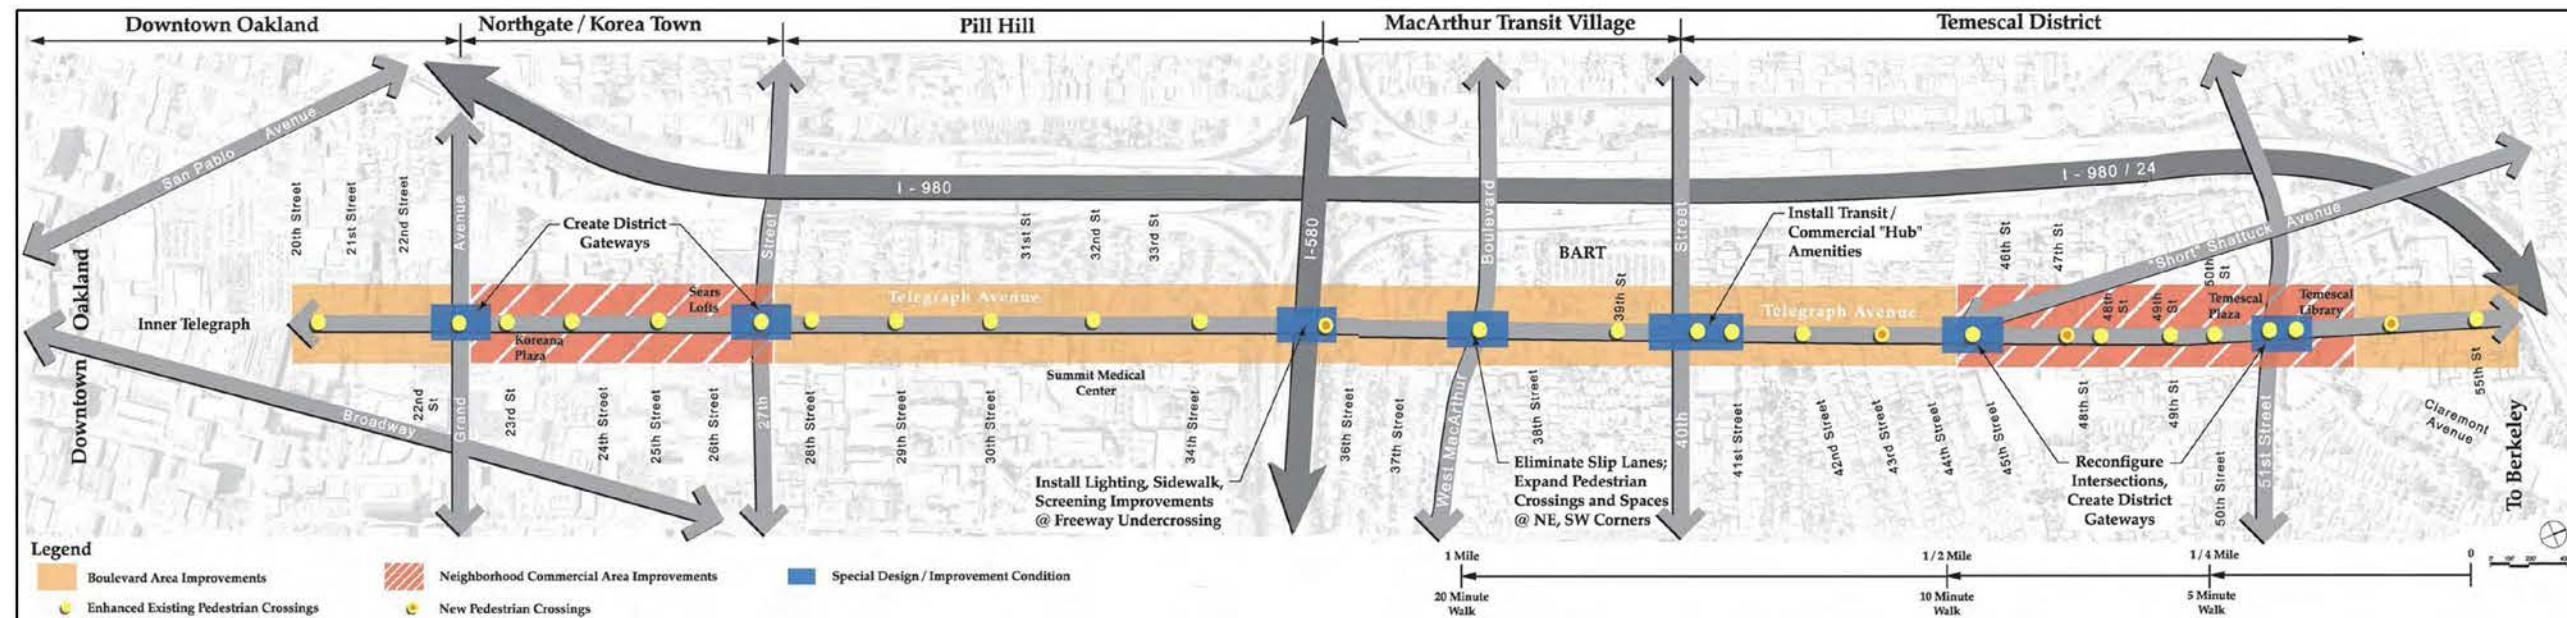 Downtown Oakland
Northgate / Korea Town
Pill Hill
MacArthur Transit Village
Temescal District
San Pablo Avenue
20th Street
21st Street
22nd Street
Avenue
Create District
Gateways
Street
I - 980
31st St
32nd St
33rd St
I-580
Boulevard
BART
39th St
Street
Install Transit /
Commercial "Hub"
Amenities
I - 980 / 24
46th St
47th St
"Short" Shattuck Avenue
50th
St
Downtown Oakland
Inner Telegraph
Sears
Lofts
Koreana
Plaza
Telegraph Avenue
Telegraph Avenue
48th
St
49th
St
Temescal
Plaza
Temescal
Library
Summit Medical
Center
Broadway
22nd
St
Grand
23rd St
24th Street
25th Street
26th Street
27th
28th Street
29th Street
30th Street
34th Street
Install Lighting, Sidewalk,
Screening Improvements
@ Freeway Undercrossing
36th Street
37th Street
West MacArthur
38th Street
Eliminate Slip Lanes;
Expand Pedestrian
Crossings and Spaces
@ NE, SW Corners
40th
41st Street
42nd Street
43rd Street
44th Street
45th Street
48th St
49th St
Reconfigure
Intersections,
Create District
Gateways
50th Street
51st Street
55th St
Claremont
Avenue
To Berkeley
Legend
Boulevard Area Improvements
Neighborhood Commercial Area Improvements
Special Design / Improvement Condition
Enhanced Existing Pedestrian Crossings
New Pedestrian Crossings
1 Mile
1 / 2 Mile
1 / 4 Mile
0
20 Minute
Walk
10 Minute
Walk
5 Minute
Walk